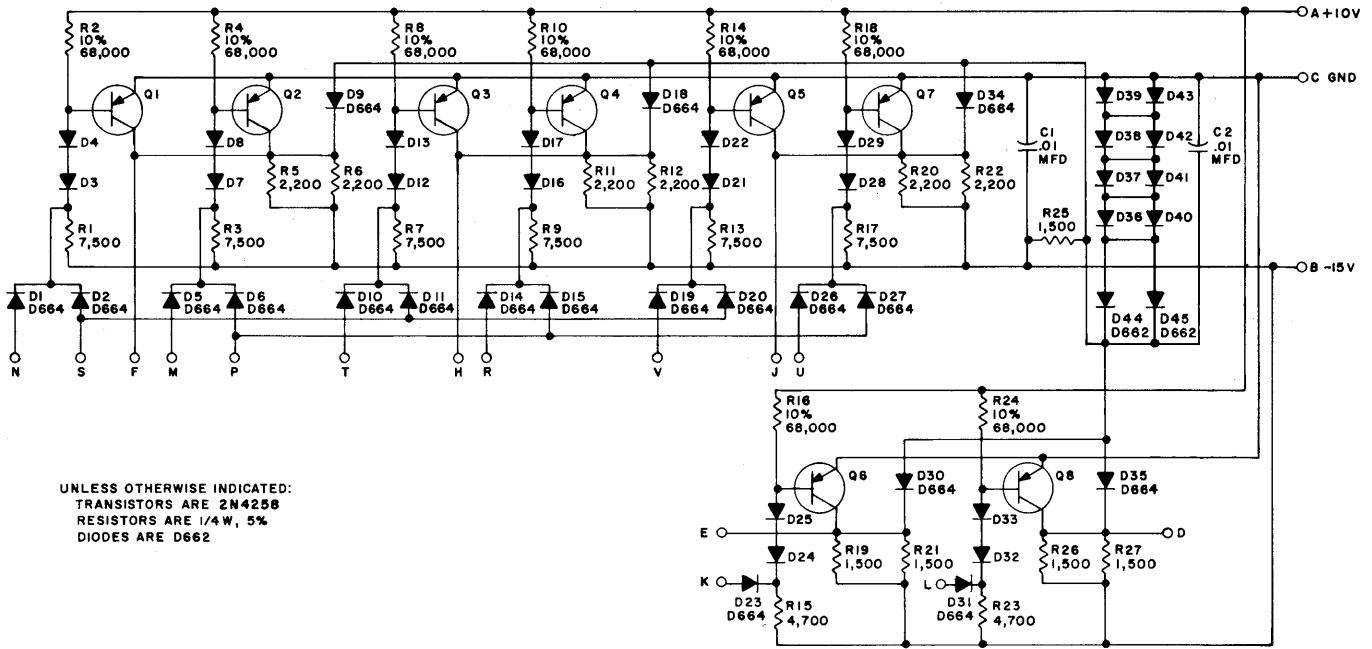 R2
10%
68,000
R4
10%
68,000
R8
10%
68,000
R10
10%
68,000
R14
10%
68,000
R18
10%
68,000
A +10V
Q1
Q2
D9
D664
Q3
Q4
D18
D664
Q5
Q7
D34
D664
C GND
D39
D43
D4
D8
D13
D17
D22
D29
C1
.01
MFD
D38
D42
C2
.01
MFD
D3
D7
R5
2,200
R6
2,200
D12
D16
R11
2,200
R12
2,200
D21
D28
R20
2,200
R22
2,200
D37
D41
R1
7,500
R3
7,500
R7
7,500
R9
7,500
R13
7,500
R17
7,500
R25
1,500
D36
D40
B -15V
D1
D664
D2
D664
D5
D664
D6
D664
D10
D664
D11
D664
D14
D664
D15
D664
D19
D664
D20
D664
D26
D664
D27
D664
D44
D662
D45
D662
N
S
F
M
P
T
H
R
V
J
U
R16
10%
68,000
R24
10%
68,000
Q6
D30
D664
Q8
D35
D664
UNLESS OTHERWISE INDICATED:
TRANSISTORS ARE 2N4258
RESISTORS ARE 1/4W, 5%
DIODES ARE D662
D25
D33
E
D
D24
R19
1,500
R21
1,500
D32
R26
1,500
R27
1,500
K
L
D23
D664
R15
4,700
D31
D664
R23
4,700